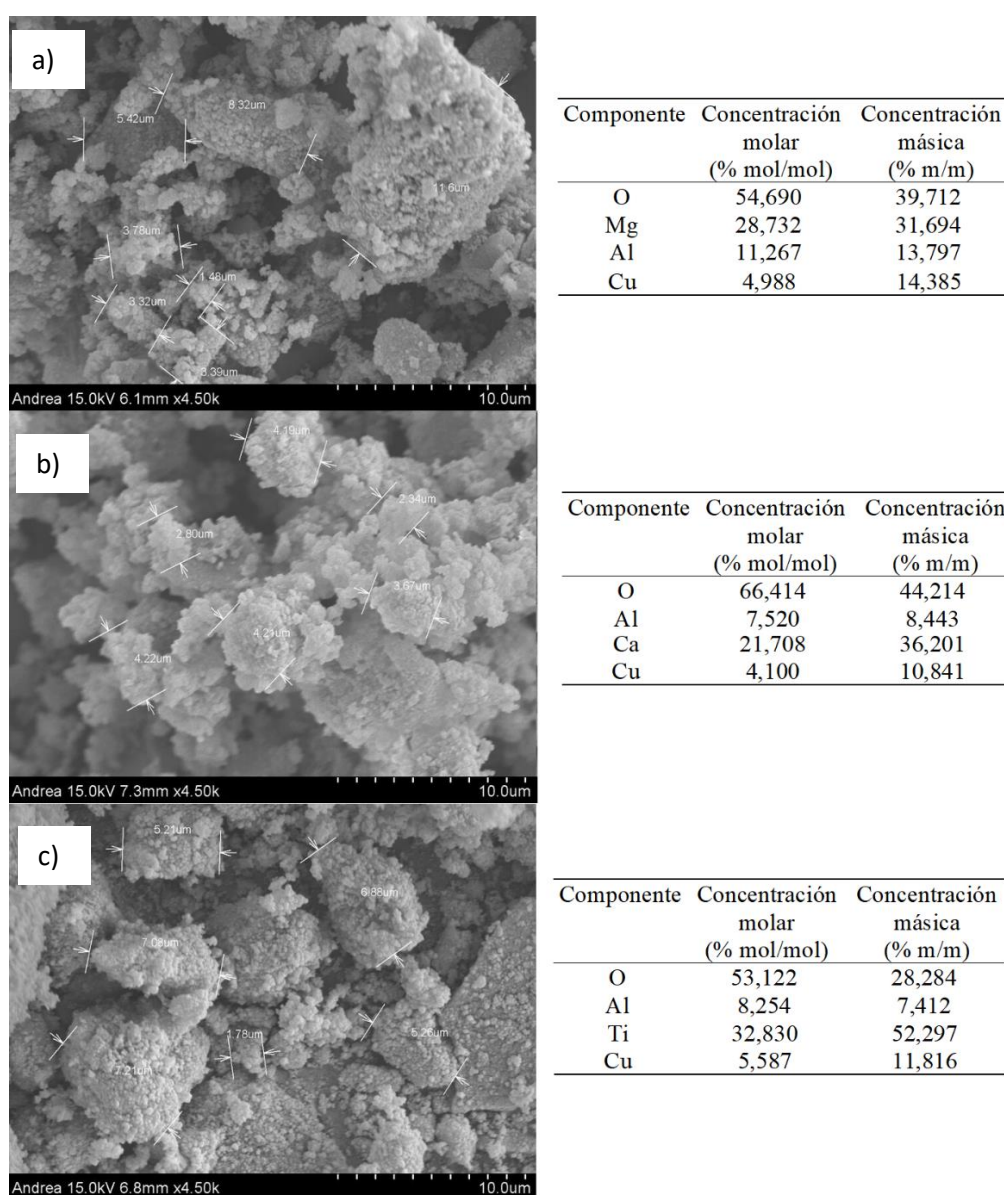 a)
5.42um
8.32um
11.6um
3.78um
1.48um
3.32um
3.39um
Andrea 15.0kV 6.1mm x4.50k 10.0um
Componente Concentración Concentración
molar másica
(% mol/mol) (% m/m)
O 54,690 39,712
Mg 28,732 31,694
Al 11,267 13,797
Cu 4,988 14,385
b)
4.19um
2.34um
2.80um
3.67um
4.21um
4.22um
Andrea 15.0kV 7.3mm x4.50k 10.0um
Componente Concentración Concentración
molar másica
(% mol/mol) (% m/m)
O 66,414 44,214
Al 7,520 8,443
Ca 21,708 36,201
Cu 4,100 10,841
c)
5.21um
6.88um
7.08um
1.78um
5.26um
7.21um
Andrea 15.0kV 6.8mm x4.50k 10.0um
Componente Concentración Concentración
molar másica
(% mol/mol) (% m/m)
O 53,122 28,284
Al 8,254 7,412
Ti 32,830 52,297
Cu 5,587 11,816